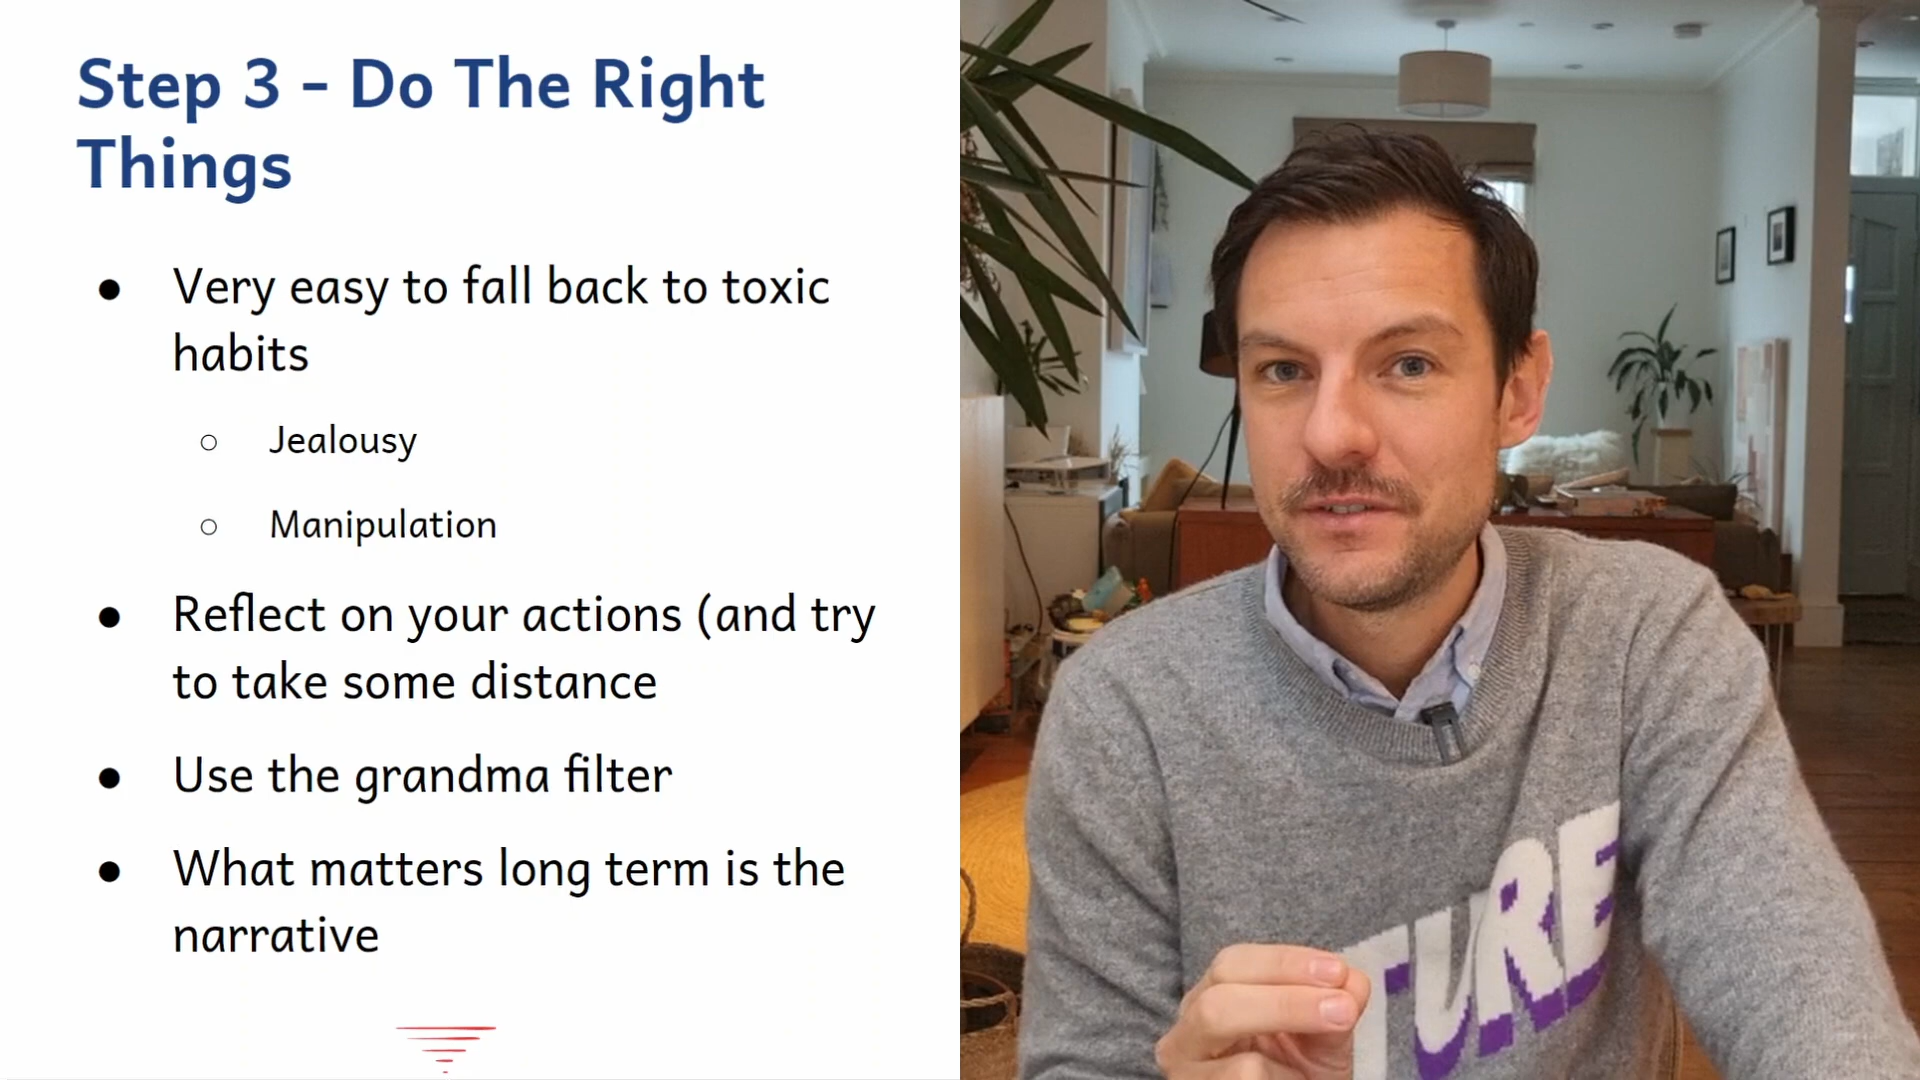 Step 3 - Do The Right
Things
● Very easy to fall back to toxic
habits
○ Jealousy
○ Manipulation
● Reflect on your actions (and try
to take some distance
● Use the grandma filter
● What matters long term is the
narrative
TURE